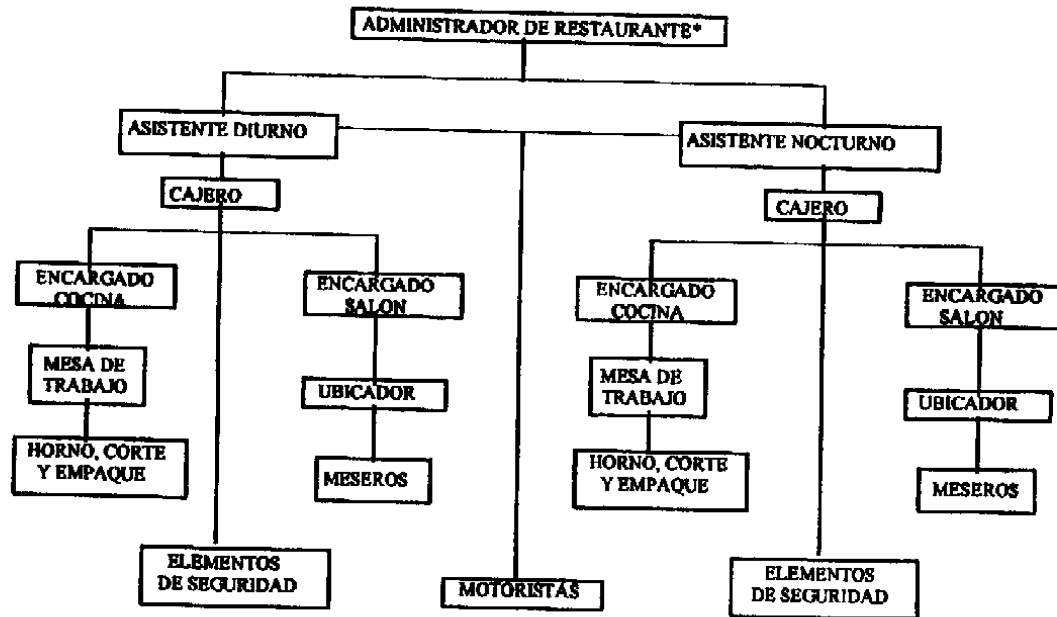 ADMINISTRADOR DE RESTAURANTE*
ASISTENTE DIURNO
ASISTENTE NOCTURNO
CAJERO
CAJERO
ENCARGADO
COCINA
ENCARGADO
SALON
ENCARGADO
COCINA
ENCARGADO
SALON
MESA DE
TRABAJO
UBICADOR
MESA DE
TRABAJO
UBICADOR
HORNO, CORTE
Y EMPAQUE
MESEROS
HORNO, CORTE
Y EMPAQUE
MESEROS
ELEMENTOS
DE SEGURIDAD
MOTORISTAS
ELEMENTOS
DE SEGURIDAD